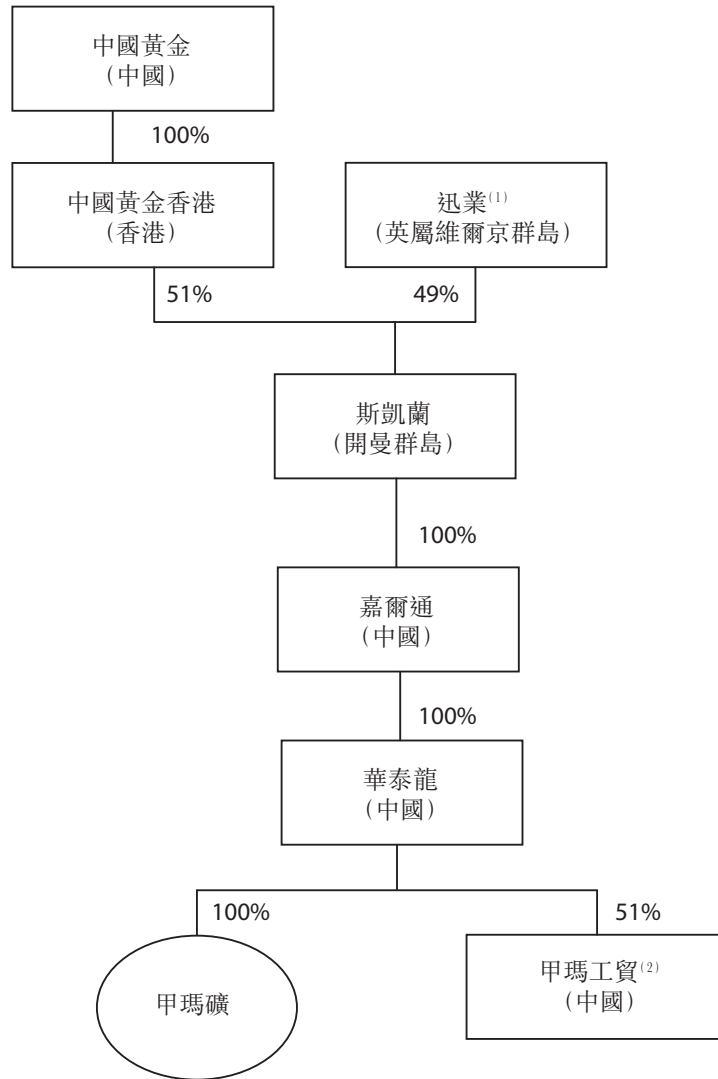 中國黃金
(中國)
100%
中國黃金香港
(香港)
迅業(1)
(英屬維爾京群島)
51%
49%
斯凱蘭
(開曼群島)
100%
嘉爾通
(中國)
100%
華泰龍
(中國)
100%
51%
甲瑪礦
甲瑪工貿(2)
(中國)